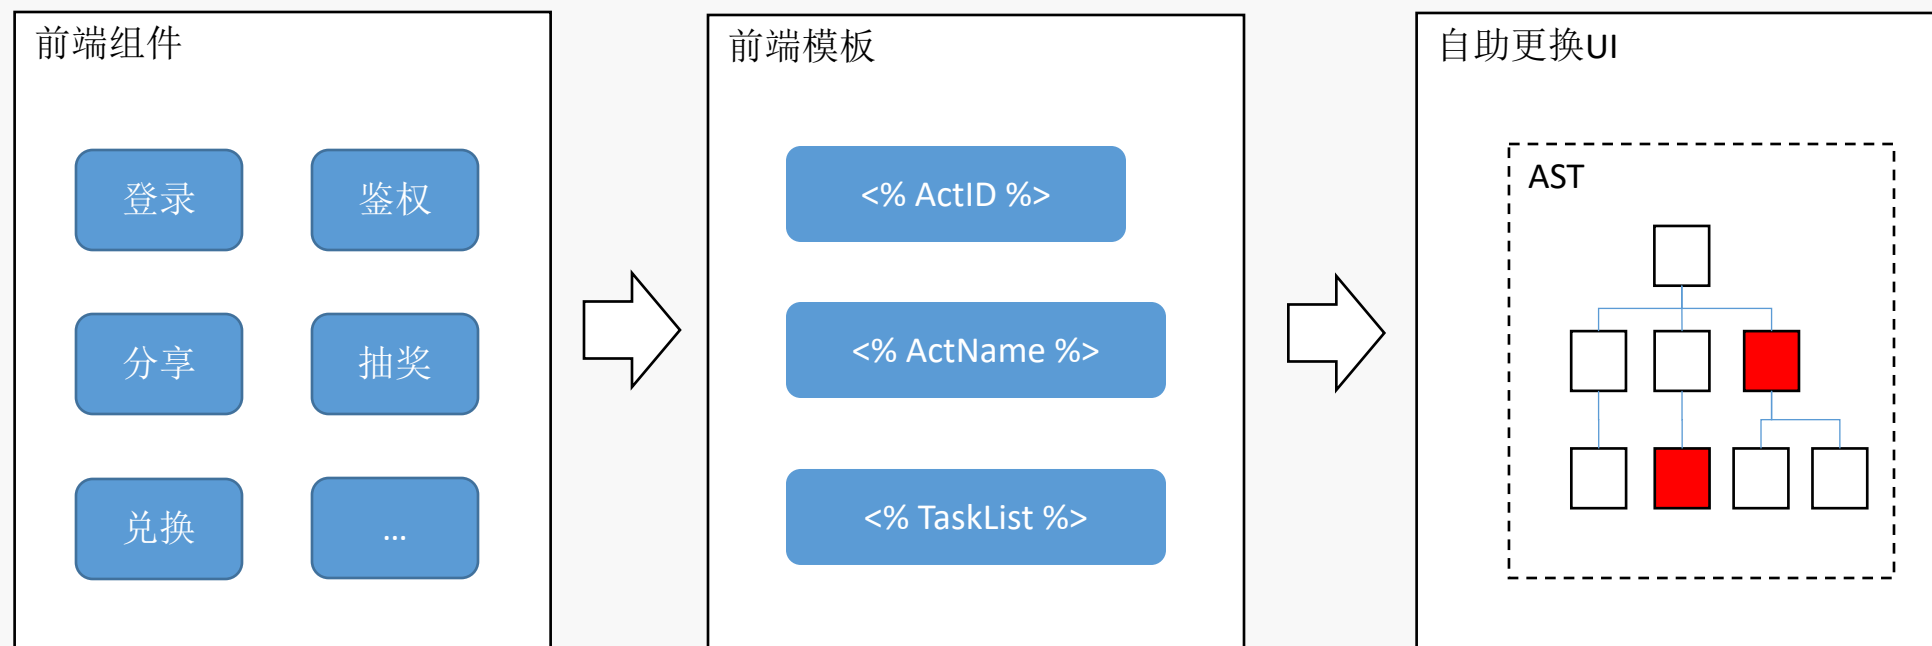 前端组件
登录
鉴权
分享
抽奖
兑换
...
前端模板
<% ActID %>
<% ActName %>
<% TaskList %>
自助更换UI
AST